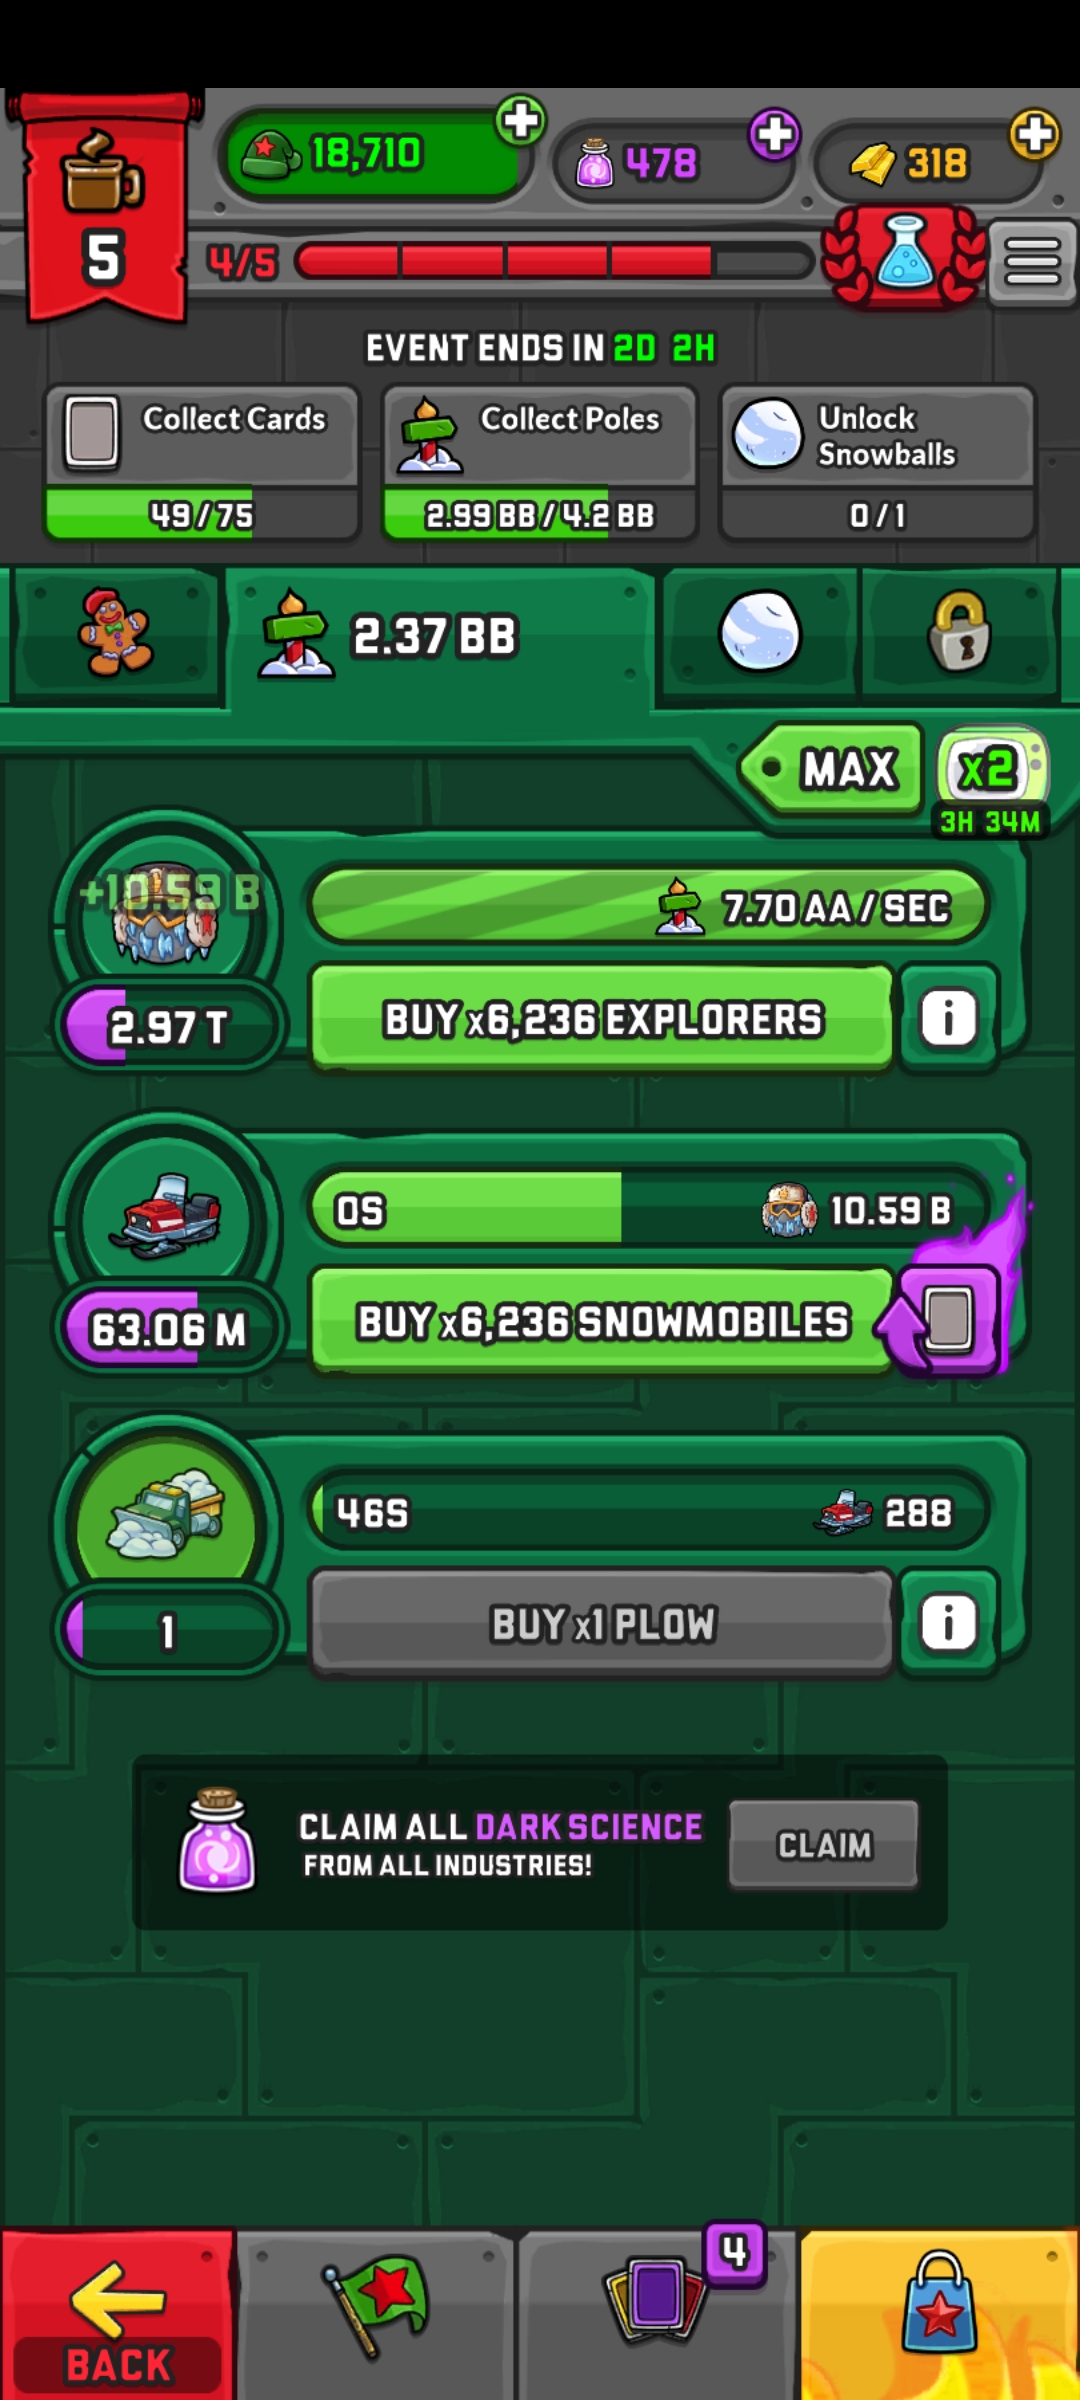 5
18,710
478
318
4/5
EVENT ENDS IN 2D 2H
Collect Cards
49/75
Collect Poles
2.99 BB/4.2 BB
Unlock
Snowballs
0/1
2.37 BB
MAX
x2
3H 34M
+10.59 B
7.70 AA/SEC
2.97 T
BUY x6,236 EXPLORERS
i
0S
10.59 B
63.06 M
BUY x6,236 SNOWMOBILES
46S
288
1
BUY x1 PLOW
i
CLAIM ALL DARK SCIENCE
FROM ALL INDUSTRIES!
CLAIM
4
BACK